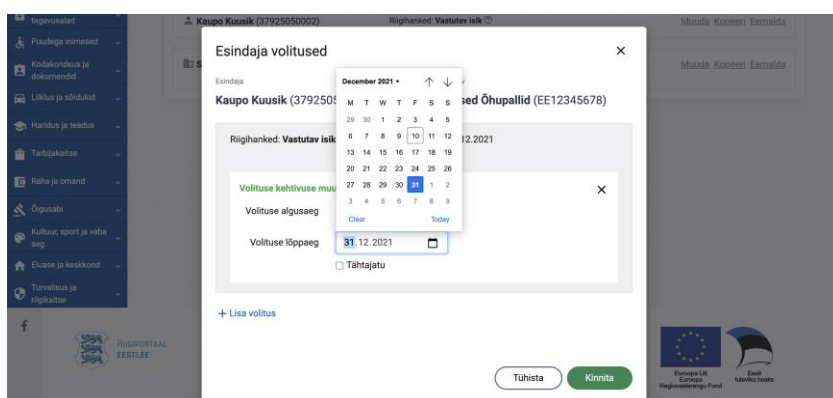 tegevusalad
Puudega inimesed
Kodakondsus ja
dokumendid
Liiklus ja sõidukid
Haridus ja teadus
Tarbijakaitse
Raha ja omand
Õigusabi
Kultuur, sport ja vaba
aeg
Eluase ja keskkond
Turvalisus ja
riigikaitse
Kaupo Kuusik (37925050002)
Riigihanked: Vastutav isik
Muuda Kopeeri Eemalda
S
Muuda Kopeeri Eemalda
Esindaja volitused
Esindaja
Kaupo Kuusik (379250
sed Õhupallid (EE12345678)
Riigihanked: Vastutav isik
12.2021
Volituse kehtivuse muu
Volituse algusaeg
Volituse lõppaeg
31.12.2021
Tähtajatu
December 2021
M T W T F S S
29 30 1 2 3 4 5
6 7 8 9 10 11 12
13 14 15 16 17 18 19
20 21 22 23 24 25 26
27 28 29 30 31 1 2
3 4 5 6 7 8 9
Clear Today
+ Lisa volitus
Tühista
Kinnita
f
RIIGIPORTAAL
EESTI.EE
Euroopa Liit
Euroopa
Regionaalarengu Fond
Eesti
tuleviku heaks